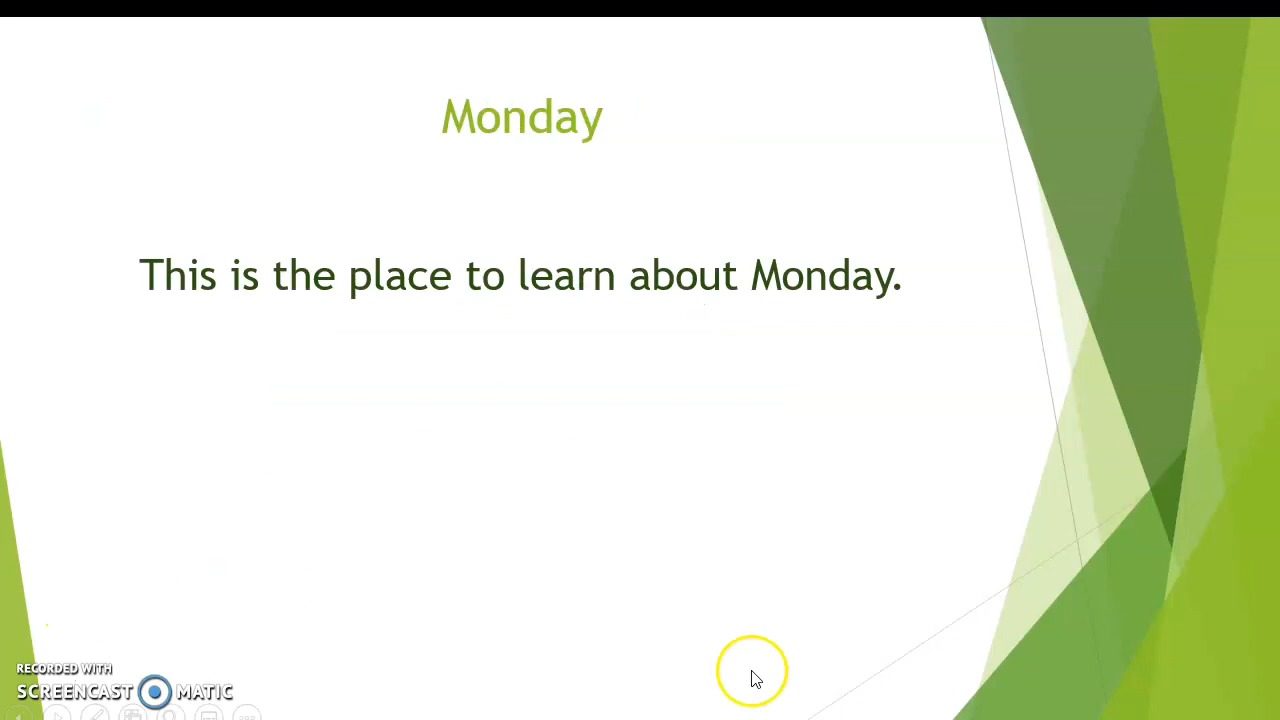 Monday
This is the place to learn about Monday.
RECORDED WITH
SCREENCAST MATIC